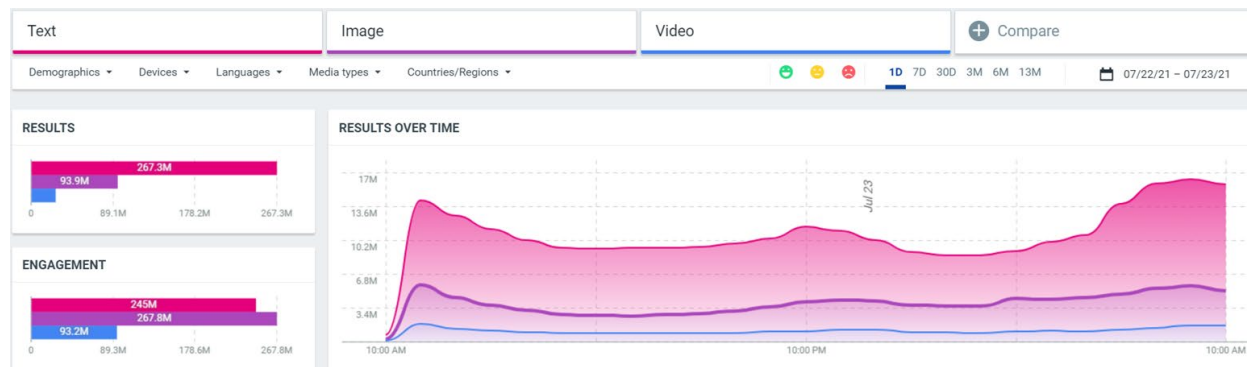 Text Image Video Compare
Demographics Devices Languages Media types Countries/Regions 1D 7D 30D 3M 6M 13M 07/22/21 – 07/23/21
RESULTS
267.3M
93.9M
0 89.1M 178.2M 267.3M
ENGAGEMENT
245M
267.8M
93.2M
0 89.3M 178.6M 267.8M
RESULTS OVER TIME
17M
13.6M
10.2M
6.8M
3.4M
Jul 23
10:00 AM 10:00 PM 10:00 AM